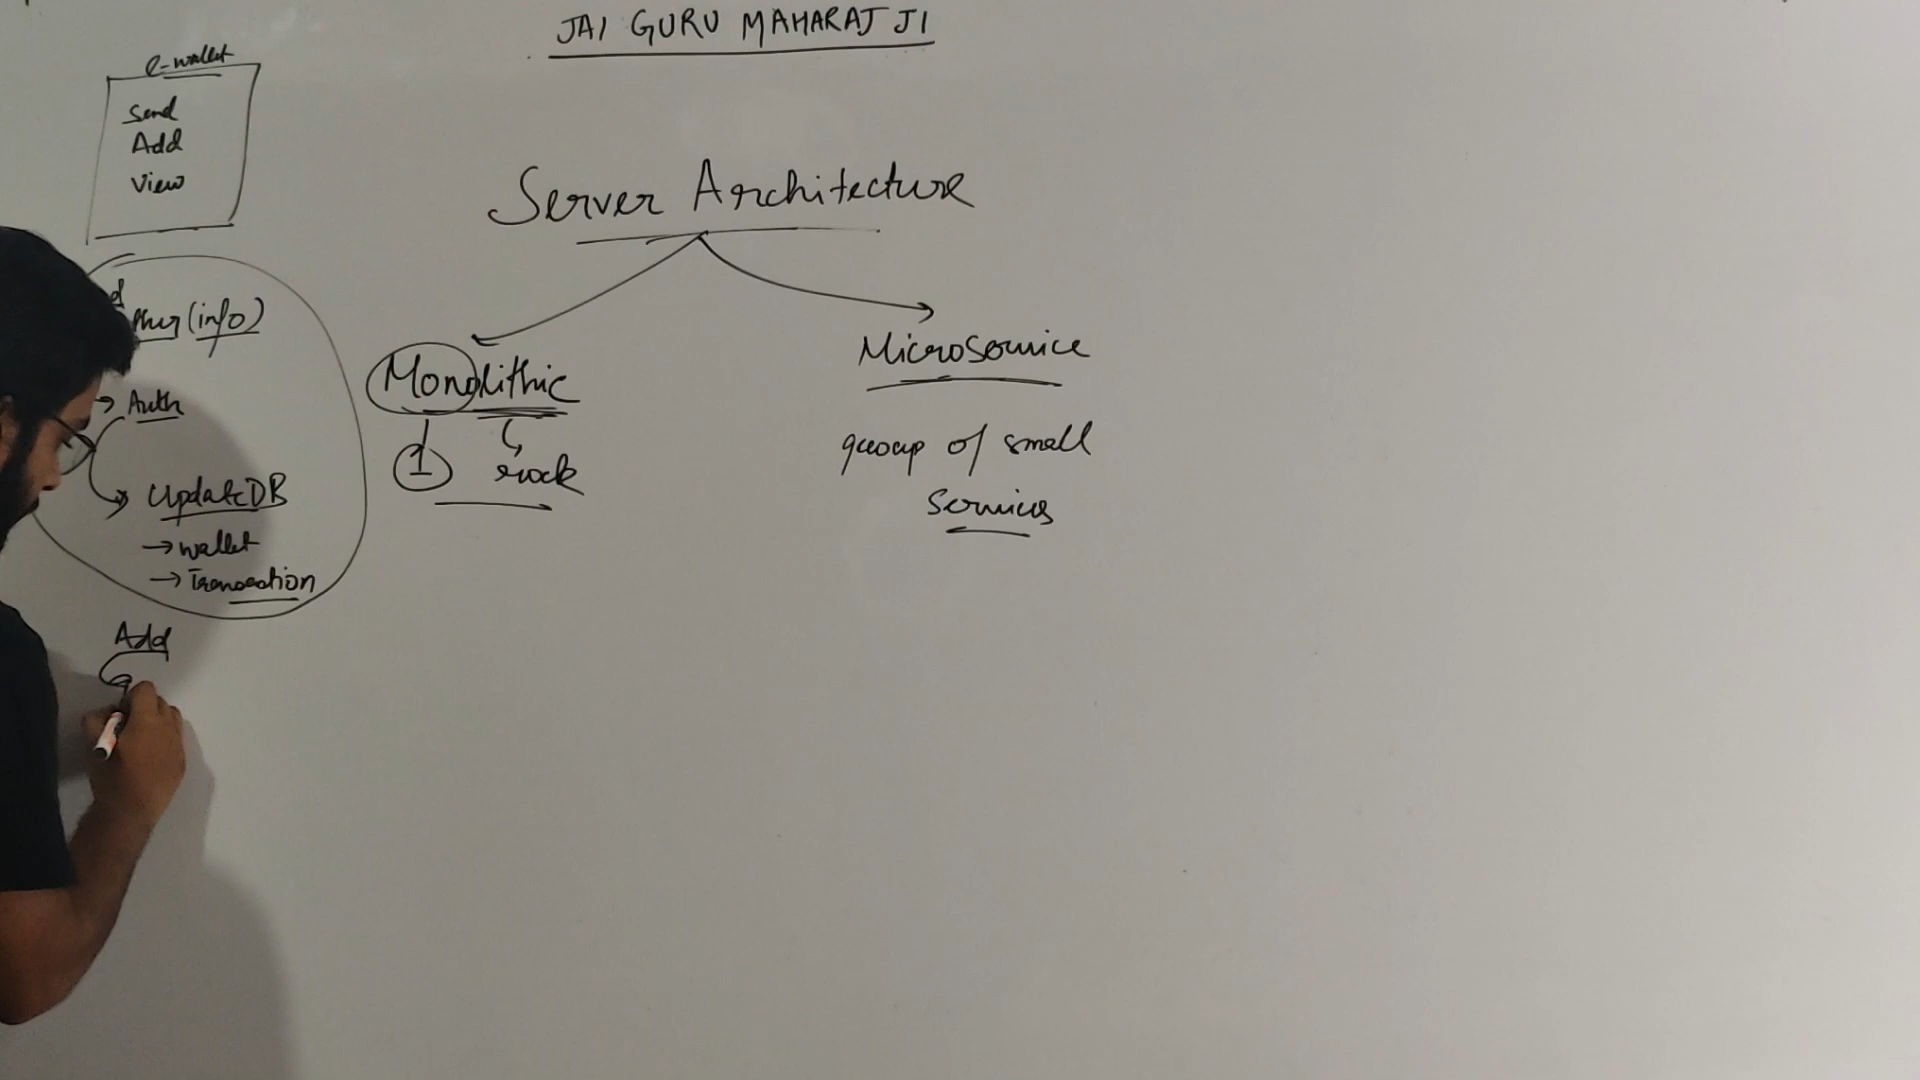 JAI GURU MAHARAJ JI
e-wallet
Send
Add
View
Server Architecture
(info)
Auth
UpdateDB
→ wallet
→ Transaction
Add
Monolithic
1 rock
Microservice
group of small
services